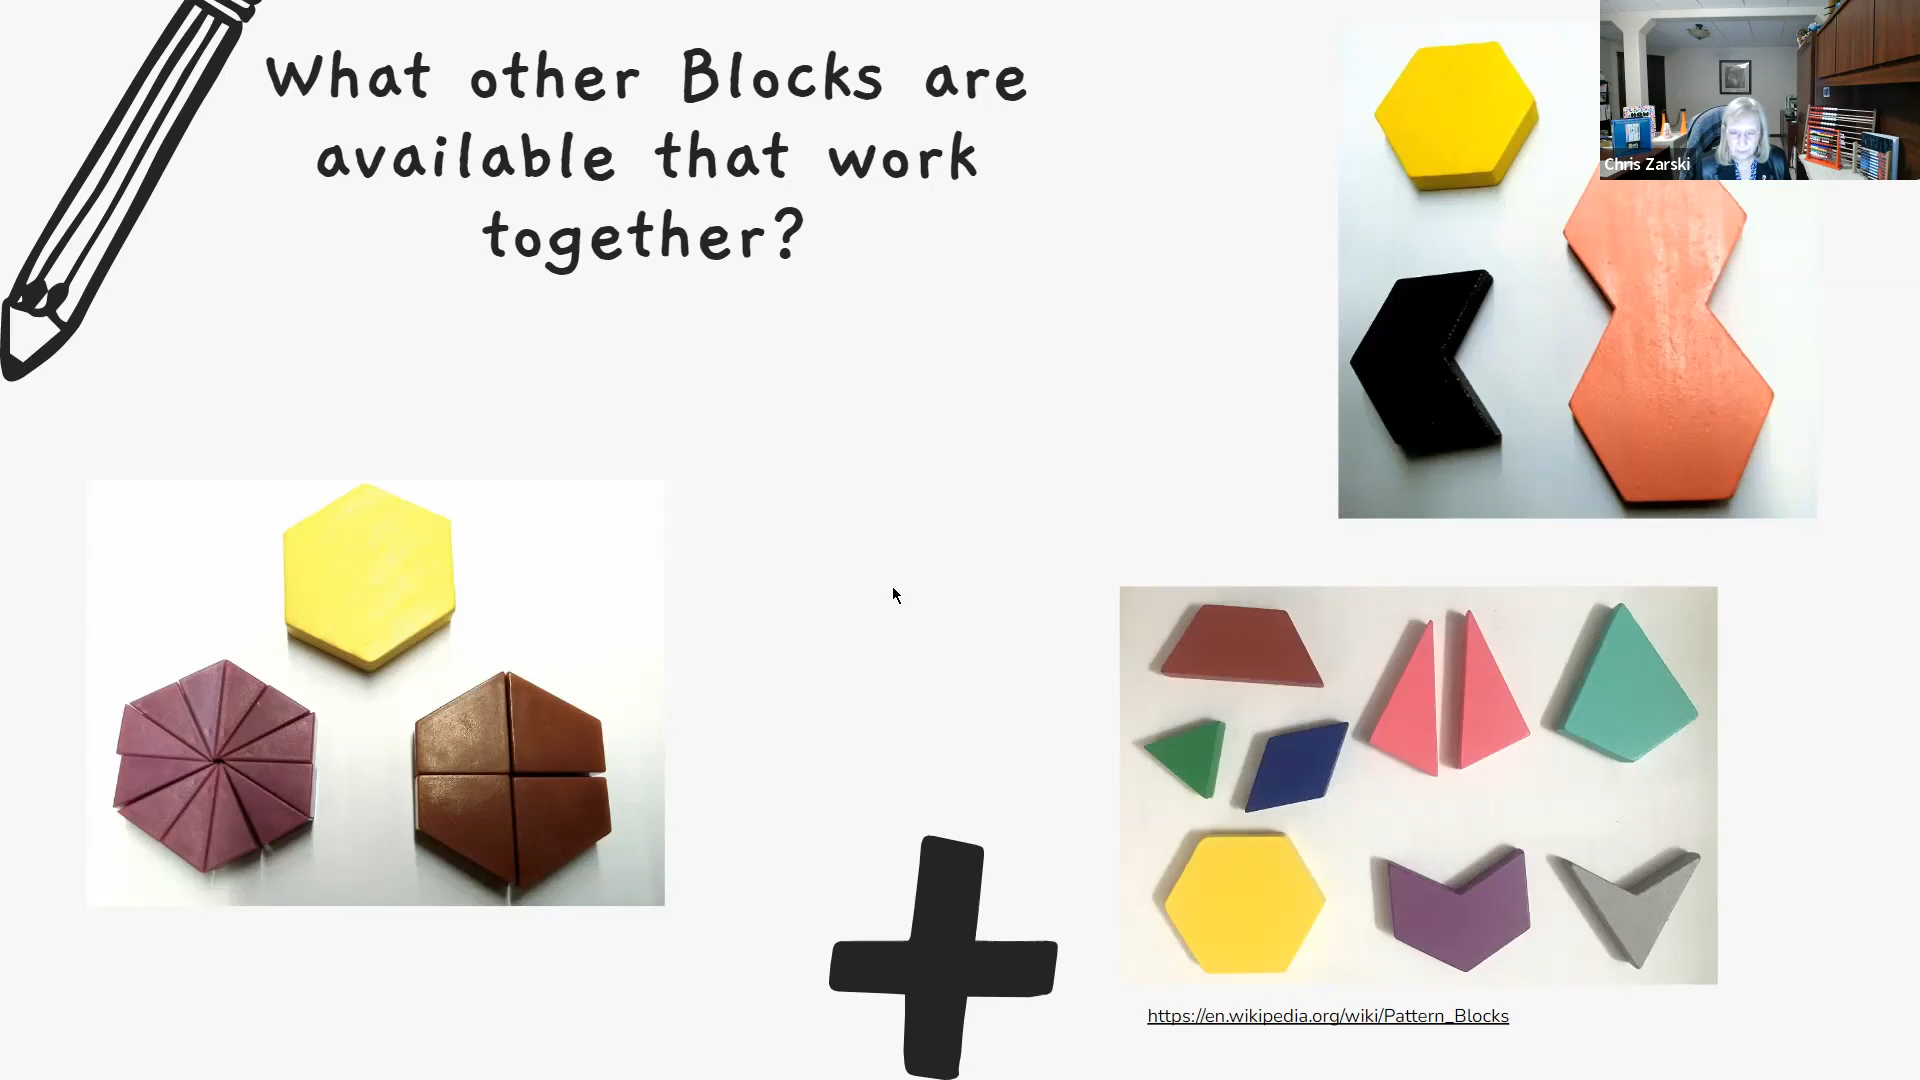 What other Blocks are
available that work
together?
Chris Zarski
https://en.wikipedia.org/wiki/Pattern_Blocks